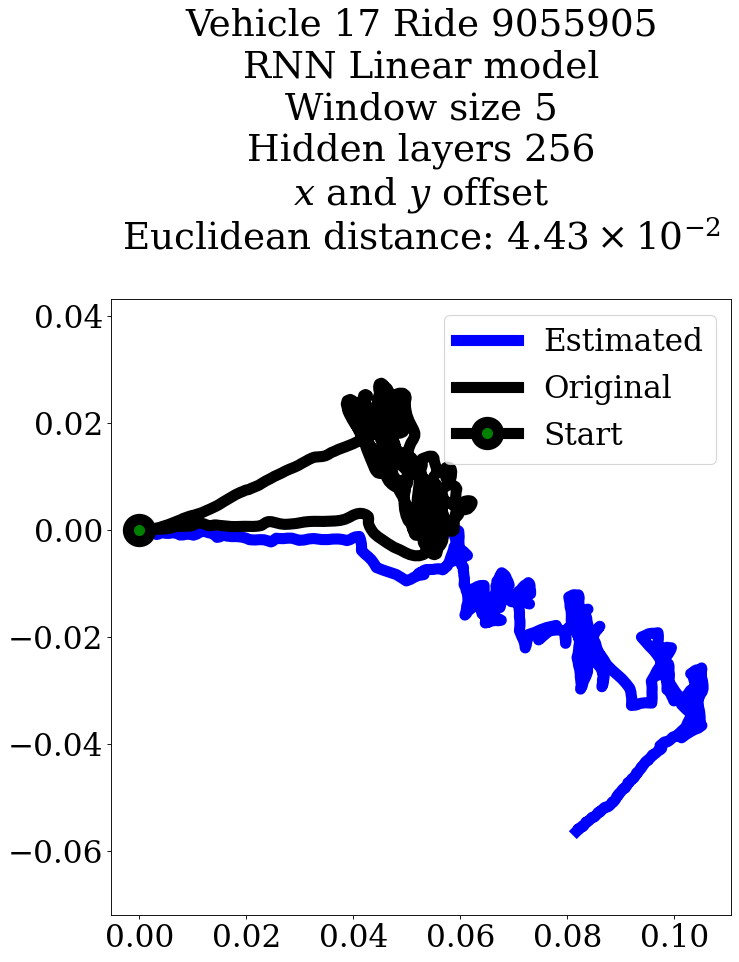 Vehicle 17 Ride 9055905
RNN Linear model
Window size 5
Hidden layers 256
x and y offset
Euclidean distance: 4.43 × 10⁻²
Estimated
Original
Start
0.04
0.02
0.00
−0.02
−0.04
−0.06
0.00 0.02 0.04 0.06 0.08 0.10